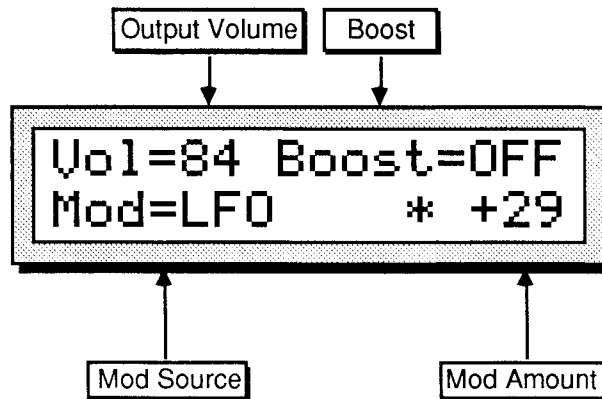 Output Volume Boost
Vol=84 Boost=OFF
Mod=LFO * +29
Mod Source Mod Amount